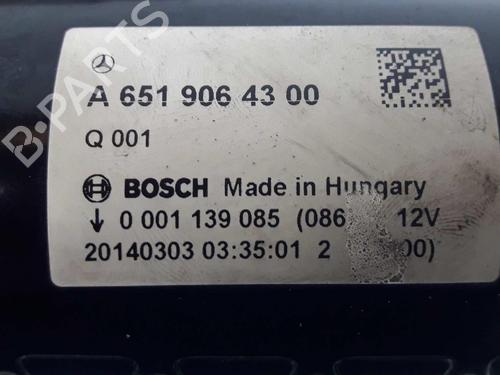 A 651 906 43 00
Q 001
BOSCH Made in Hungary
↓ 0 001 139 085 (086 12V
20140303 03:35:01 2 00)
B-PARTS